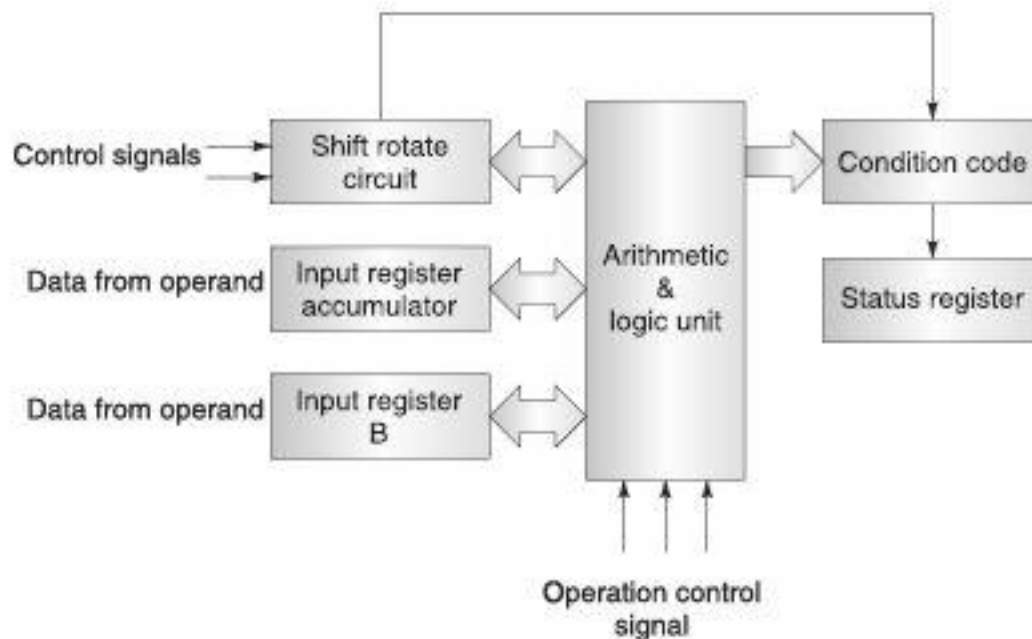 Control signals
Shift rotate
circuit
Condition code
Data from operand
Input register
accumulator
Arithmetic
&
logic unit
Status register
Data from operand
Input register
B
Operation control
signal